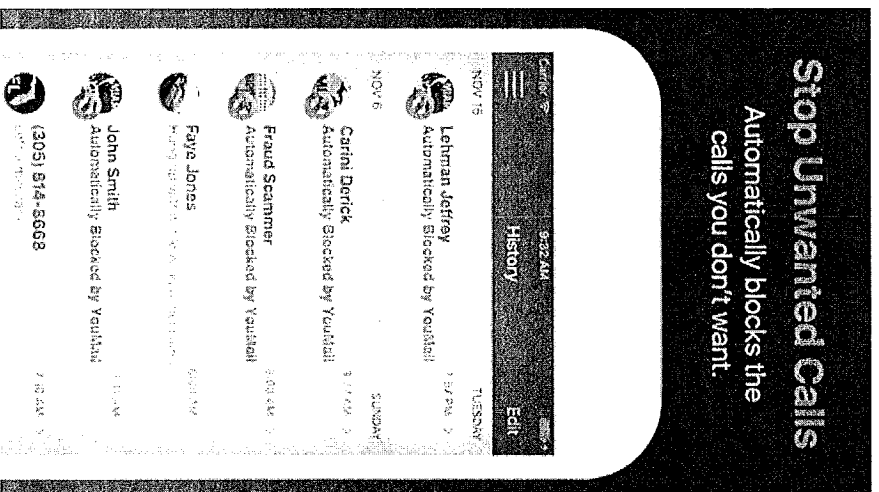 Stop Unwanted Calls
Automatically blocks the
calls you don't want.
Carrier 9:32 AM
History Edit
NOV 15 TUESDAY
Lehman Jeffrey
Automatically Blocked by YouMail
NOV 6 SUNDAY
Carini Derick
Automatically Blocked by YouMail
Fraud Scammer
Automatically Blocked by YouMail
Faye Jones
John Smith
Automatically Blocked by YouMail
(305) 814-8668